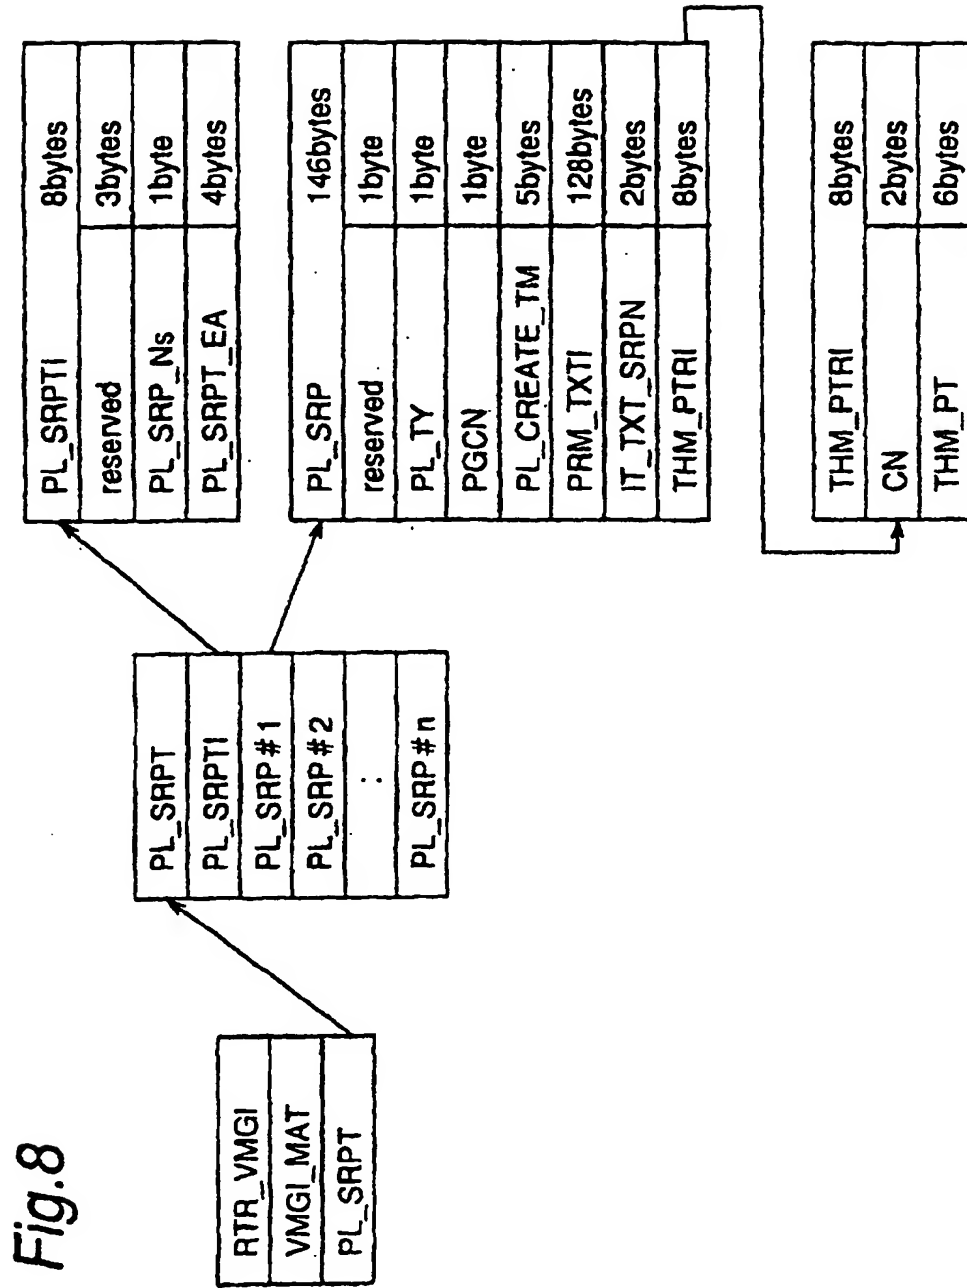 Fig.8
RTR_VMGI
VMGI_MAT
PL_SRPT
PL_SRPT
PL_SRPTI
PL_SRP#1
PL_SRP#2
:
PL_SRP#n
PL_SRPTI 8bytes
reserved 3bytes
PL_SRP_Ns 1byte
PL_SRPT_EA 4bytes
PL_SRP 146bytes
reserved 1byte
PL_TY 1byte
PGCN 1byte
PL_CREATE_TM 5bytes
PRM_TXTI 128bytes
IT_TXT_SRPN 2bytes
THM_PTRI 8bytes
THM_PTRI 8bytes
CN 2bytes
THM_PT 6bytes